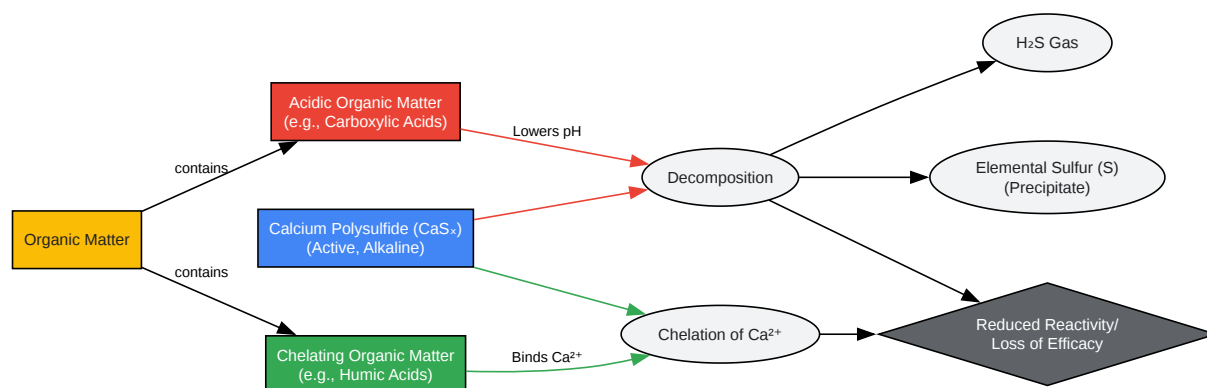 H₂S Gas
Acidic Organic Matter
(e.g., Carboxylic Acids)
Lowers pH
contains
Decomposition
Elemental Sulfur (S)
(Precipitate)
Organic Matter
Calcium Polysulfide (CaSₓ)
(Active, Alkaline)
contains
Chelation of Ca²⁺
Reduced Reactivity/
Loss of Efficacy
Chelating Organic Matter
(e.g., Humic Acids)
Binds Ca²⁺